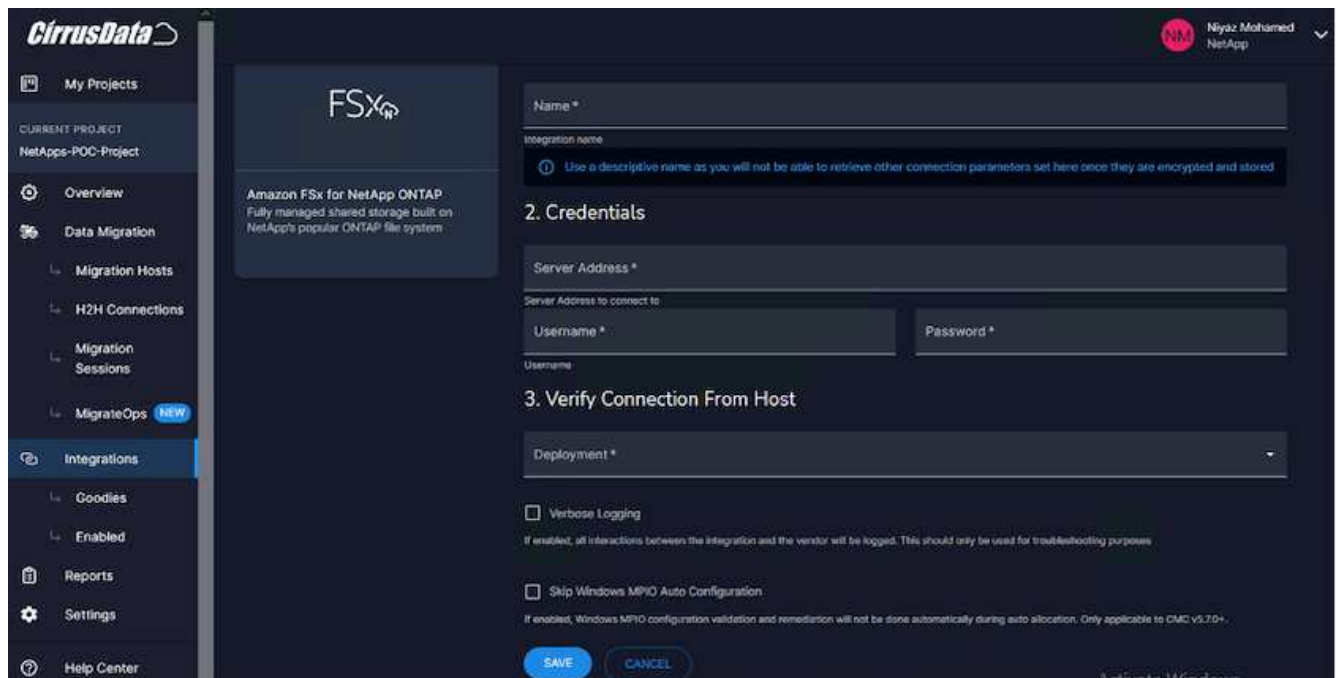 CirrusData
NM
Niyaz Mohamed
NetApp
My Projects
CURRENT PROJECT
NetApps-POC-Project
Overview
Data Migration
Migration Hosts
H2H Connections
Migration
Sessions
MigrateOps NEW
Integrations
Goodies
Enabled
Reports
Settings
Help Center
FSx
Amazon FSx for NetApp ONTAP
Fully managed shared storage built on
NetApp's popular ONTAP file system
Name *
Integration name
Use a descriptive name as you will not be able to retrieve other connection parameters set here once they are encrypted and stored
2. Credentials
Server Address *
Server Address to connect to
Username * Password *
Username
3. Verify Connection From Host
Deployment *
Verbose Logging
If enabled, all interactions between the integration and the vendor will be logged. This should only be used for troubleshooting purposes
Skip Windows MPIO Auto Configuration
If enabled, Windows MPIO configuration validation and remediation will not be done automatically during auto allocation. Only applicable to CMC v5.7.0+.
SAVE CANCEL